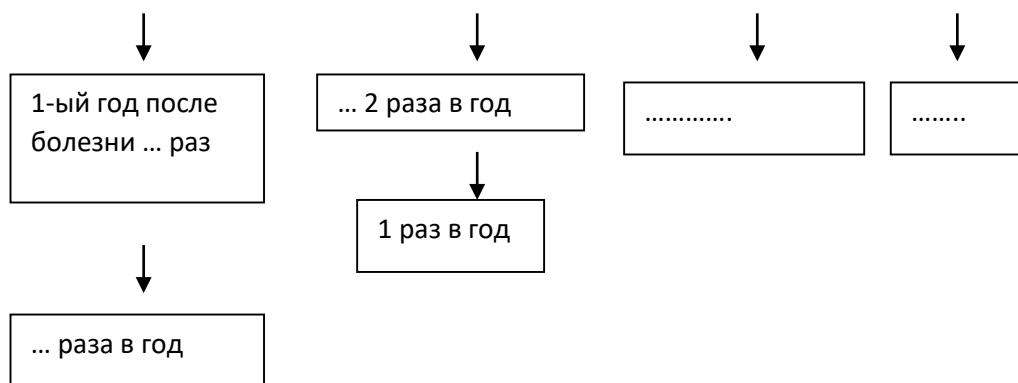 1-ый год после
болезни … раз
… 2 раза в год
………….
……..
1 раз в год
… раза в год